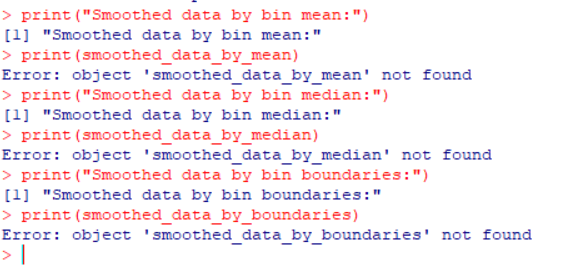 > print("Smoothed data by bin mean:")
[1] "Smoothed data by bin mean:"
> print(smoothed_data_by_mean)
Error: object 'smoothed_data_by_mean' not found
> print("Smoothed data by bin median:")
[1] "Smoothed data by bin median:"
> print(smoothed_data_by_median)
Error: object 'smoothed_data_by_median' not found
> print("Smoothed data by bin boundaries:")
[1] "Smoothed data by bin boundaries:"
> print(smoothed_data_by_boundaries)
Error: object 'smoothed_data_by_boundaries' not found
>